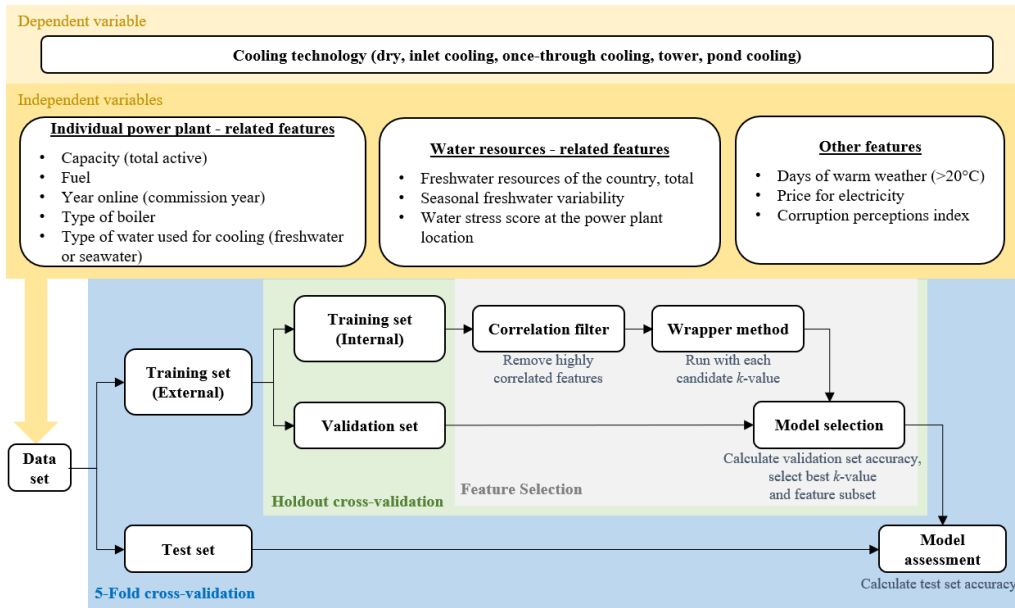 Dependent variable
Cooling technology (dry, inlet cooling, once-through cooling, tower, pond cooling)
Independent variables
Individual power plant - related features
• Capacity (total active)
• Fuel
• Year online (commission year)
• Type of boiler
• Type of water used for cooling (freshwater
or seawater)
Water resources - related features
• Freshwater resources of the country, total
• Seasonal freshwater variability
• Water stress score at the power plant
location
Other features
• Days of warm weather (>20°C)
• Price for electricity
• Corruption perceptions index
Data
set
Training set
(External)
Test set
Training set
(Internal)
Validation set
Correlation filter
Remove highly
correlated features
Wrapper method
Run with each
candidate k-value
Model selection
Calculate validation set accuracy,
select best k-value
and feature subset
Feature Selection
Holdout cross-validation
Model
assessment
Calculate test set accuracy
5-Fold cross-validation